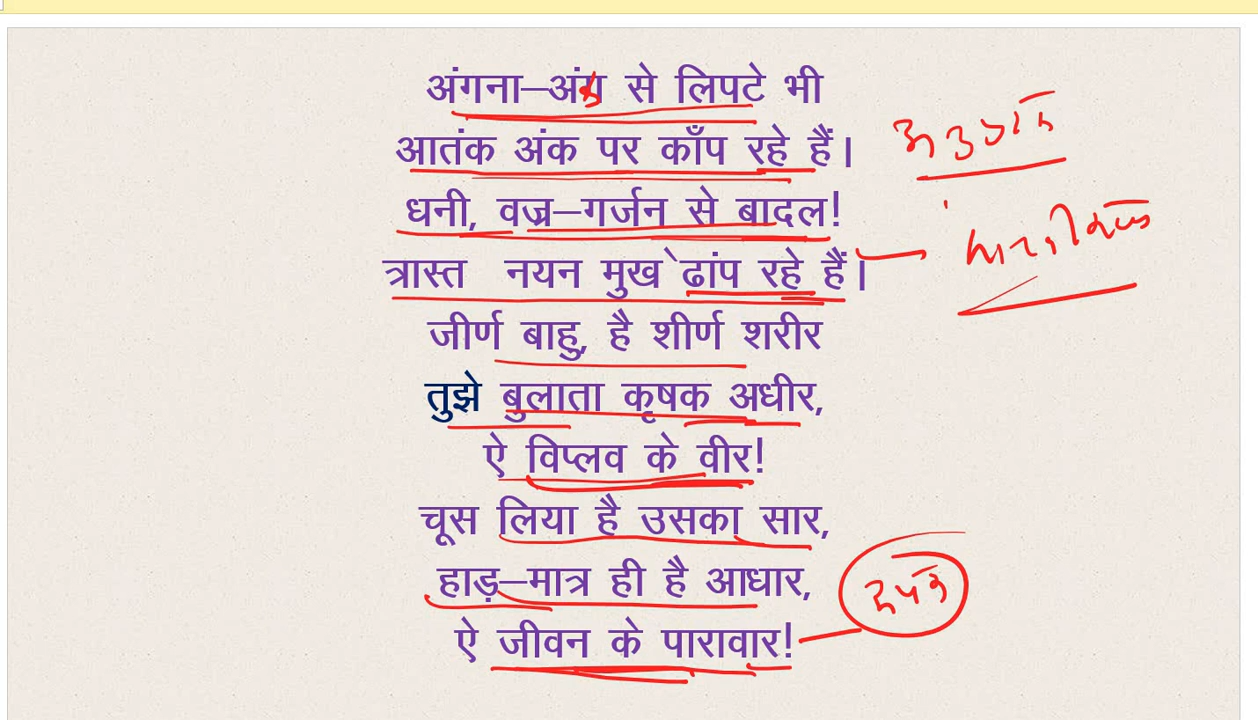 अंगना–अंग से लिपटे भी
आतंक अंक पर काँप रहे हैं।
धनी, वज्र–गर्जन से बादल!
त्रास्त नयन मुख ढांप रहे हैं।
जीर्ण बाहु, है शीर्ण शरीर
तुझे बुलाता कृषक अधीर,
ऐ विप्लव के वीर!
चूस लिया है उसका सार,
हाड़–मात्र ही है आधार,
ऐ जीवन के पारावार!
रूपक